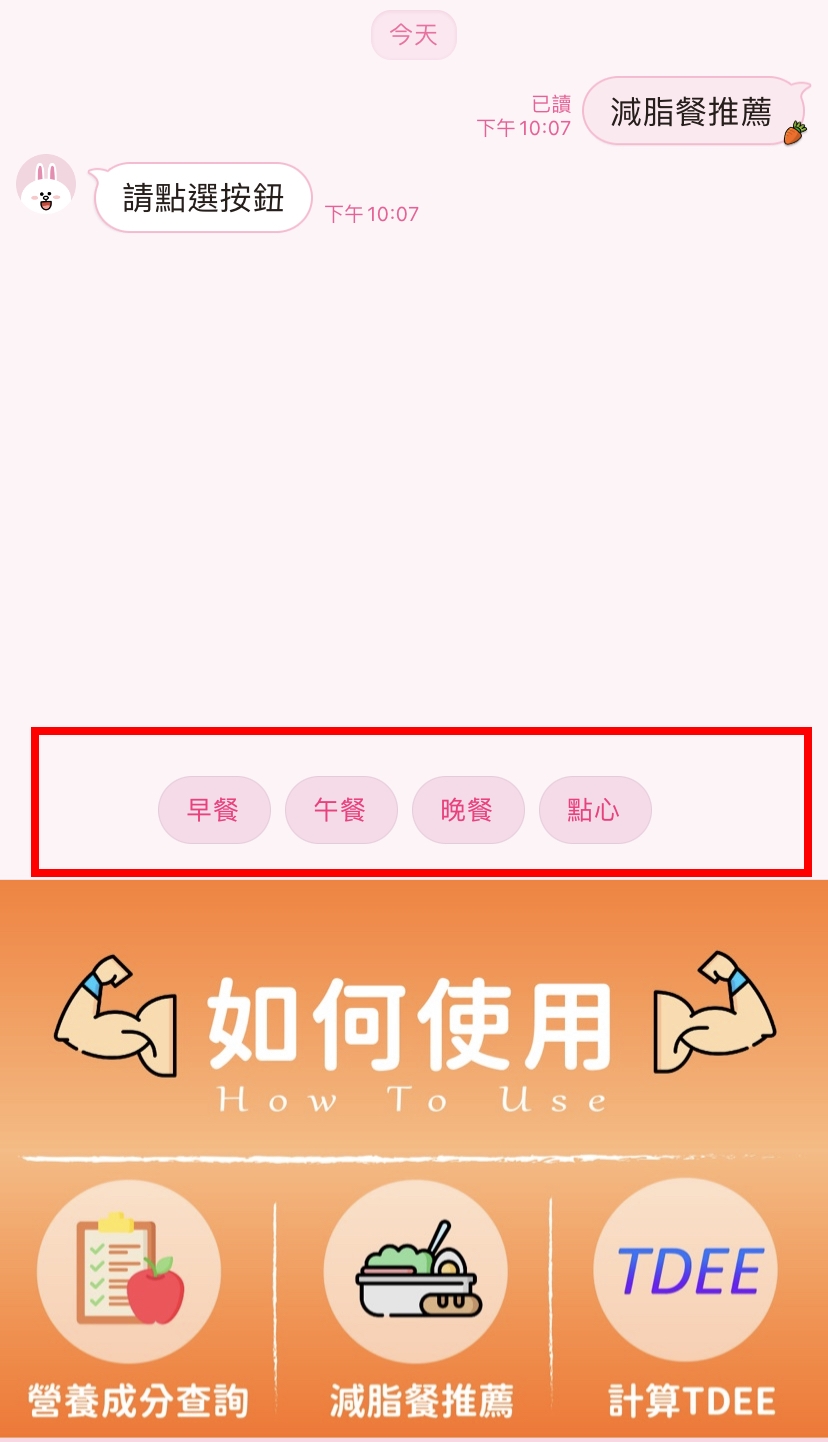 今天
減脂餐推薦
已讀
下午10:07
請點選按鈕
下午10:07
早餐 午餐 晚餐 點心
如何使用
How To Use
TDEE
營養成分查詢 減脂餐推薦 計算TDEE